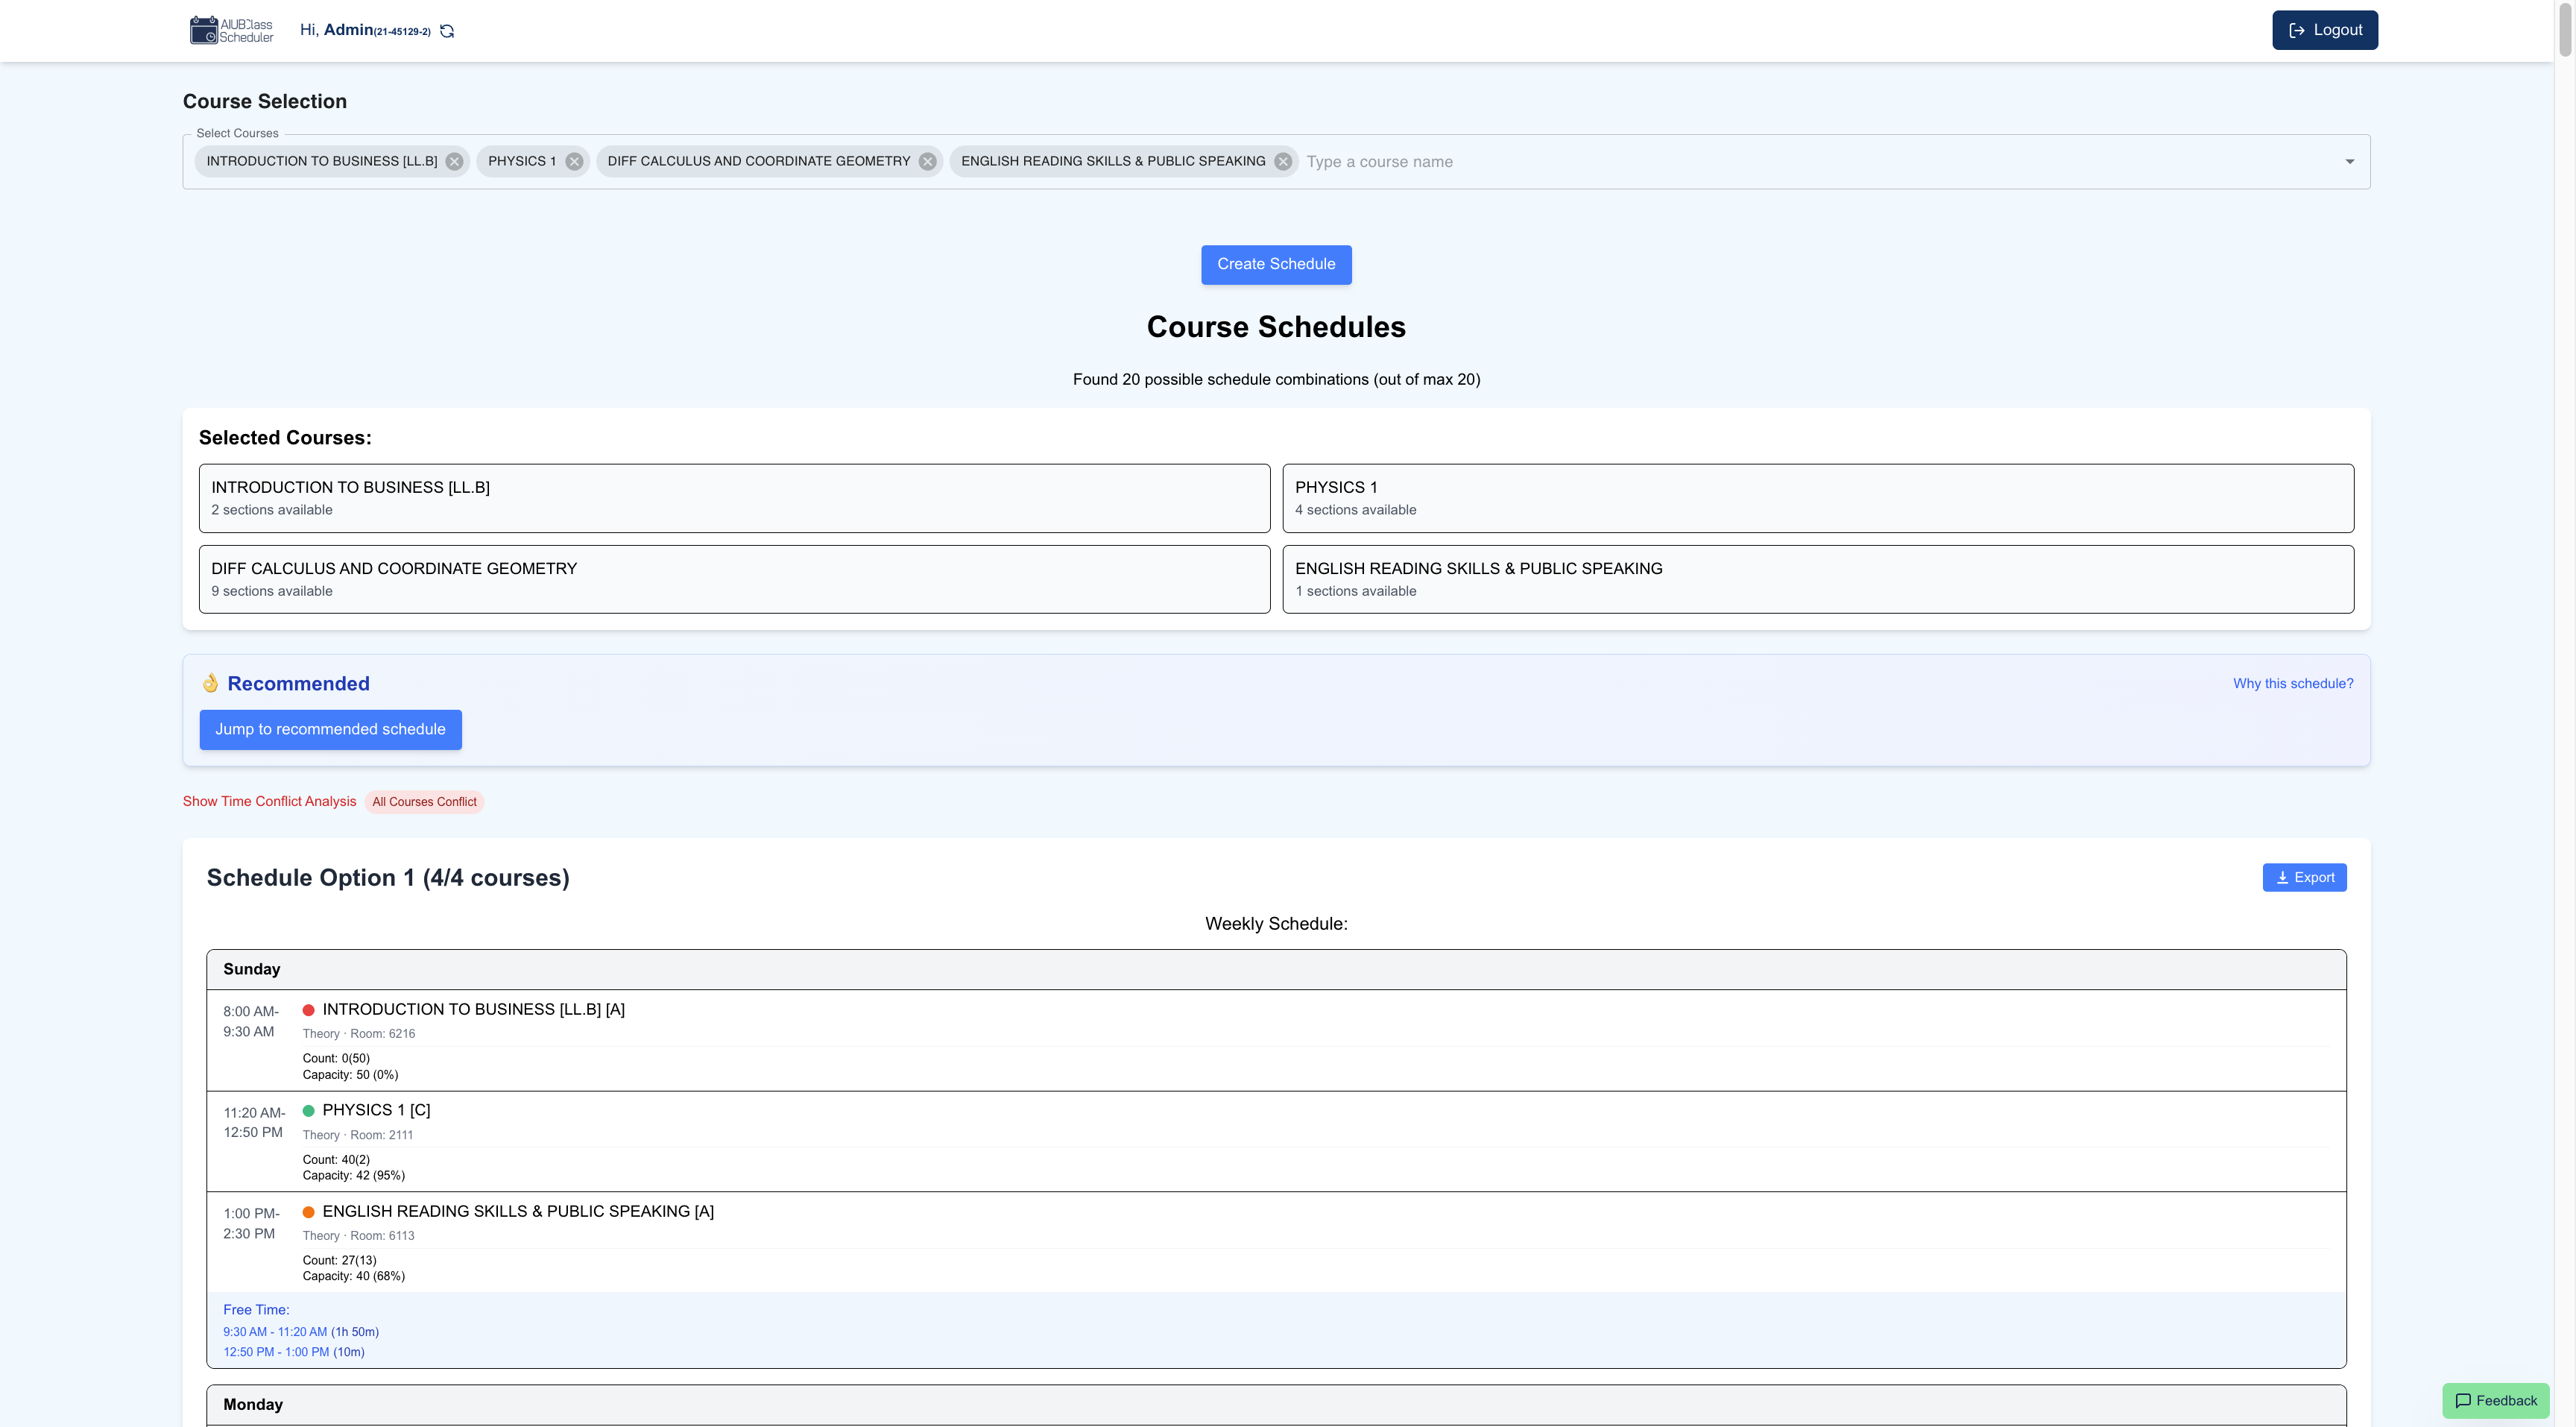 AIUB Class
Scheduler
Hi, Admin(21-45129-2)
Logout
Course Selection
Select Courses
INTRODUCTION TO BUSINESS [LL.B] PHYSICS 1 DIFF CALCULUS AND COORDINATE GEOMETRY ENGLISH READING SKILLS & PUBLIC SPEAKING Type a course name
Create Schedule
Course Schedules
Found 20 possible schedule combinations (out of max 20)
Selected Courses:
INTRODUCTION TO BUSINESS [LL.B]
2 sections available
PHYSICS 1
4 sections available
DIFF CALCULUS AND COORDINATE GEOMETRY
9 sections available
ENGLISH READING SKILLS & PUBLIC SPEAKING
1 sections available
👌 Recommended
Why this schedule?
Jump to recommended schedule
Show Time Conflict Analysis All Courses Conflict
Schedule Option 1 (4/4 courses)
Export
Weekly Schedule:
Sunday
8:00 AM-
9:30 AM
INTRODUCTION TO BUSINESS [LL.B] [A]
Theory · Room: 6216
Count: 0(50)
Capacity: 50 (0%)
11:20 AM-
12:50 PM
PHYSICS 1 [C]
Theory · Room: 2111
Count: 40(2)
Capacity: 42 (95%)
1:00 PM-
2:30 PM
ENGLISH READING SKILLS & PUBLIC SPEAKING [A]
Theory · Room: 6113
Count: 27(13)
Capacity: 40 (68%)
Free Time:
9:30 AM - 11:20 AM (1h 50m)
12:50 PM - 1:00 PM (10m)
Monday
Feedback